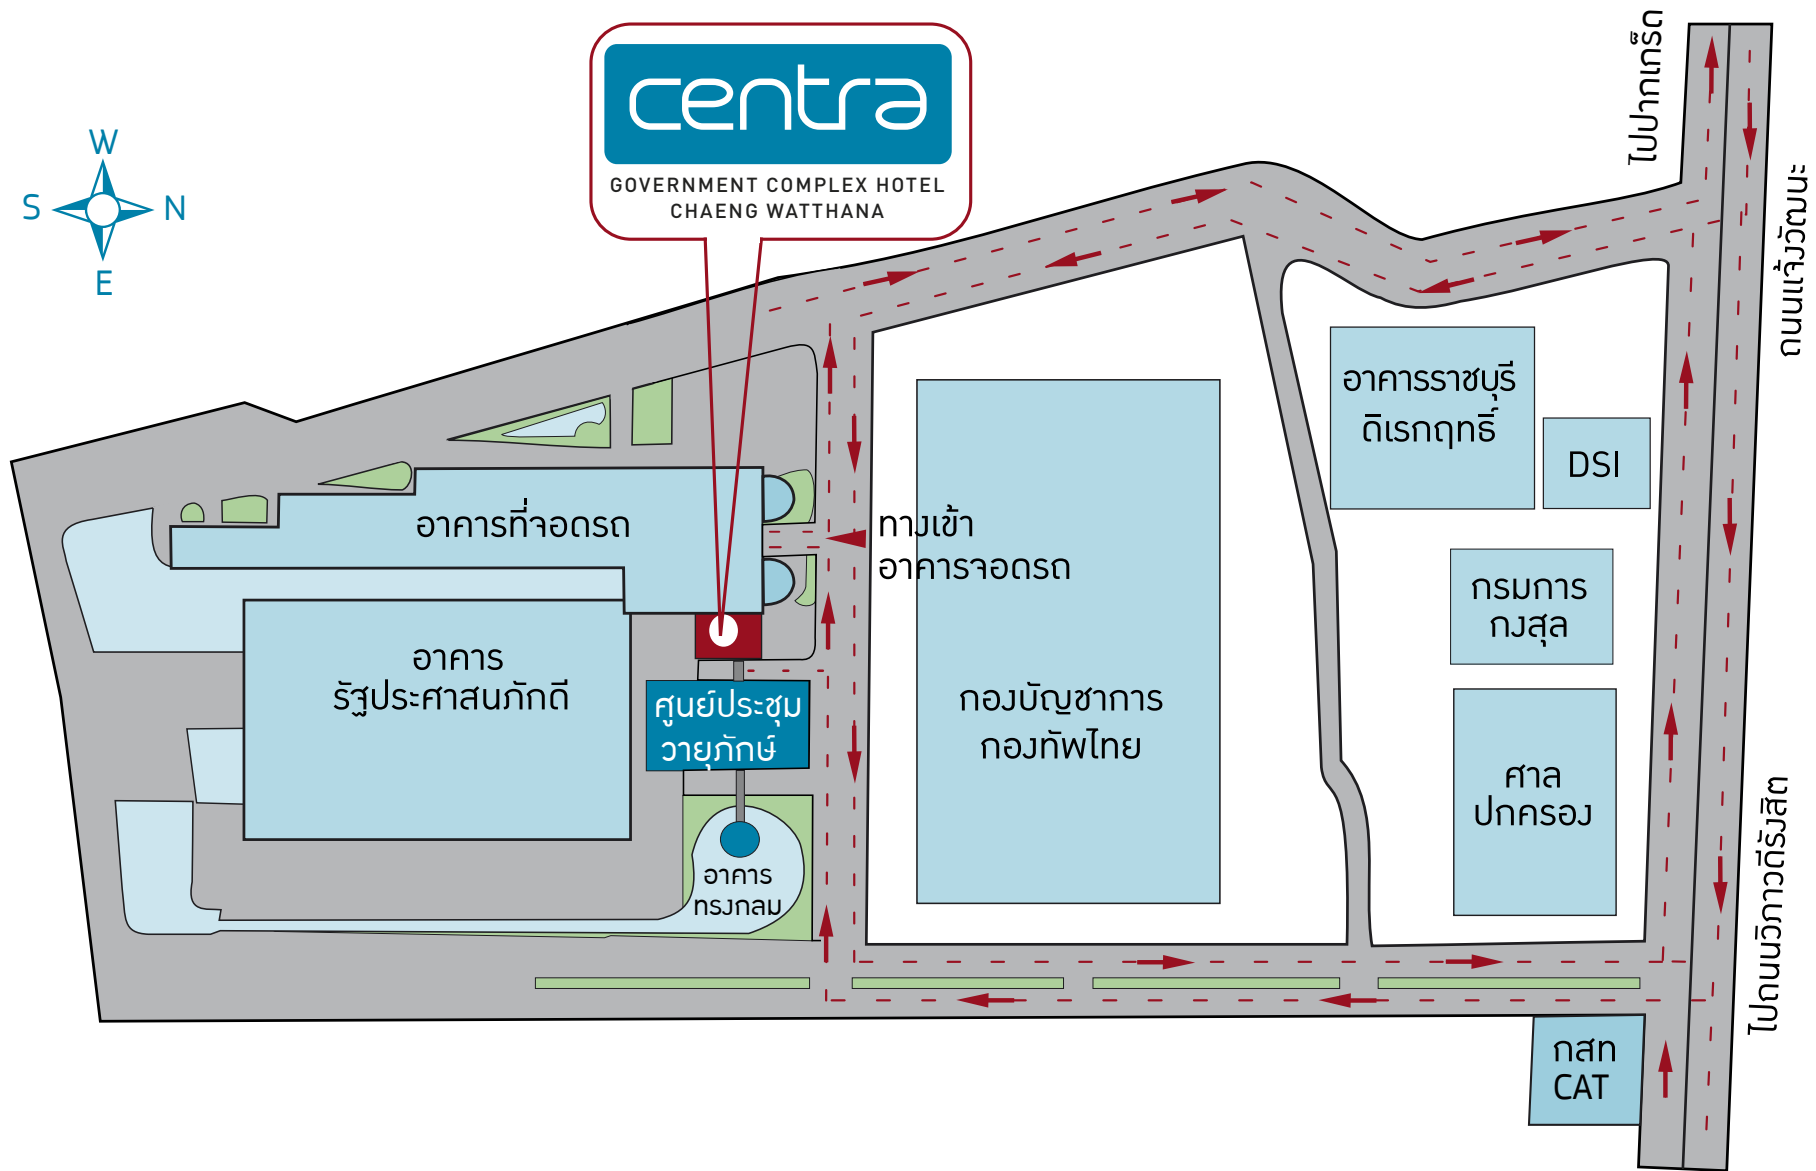 centra
GOVERNMENT COMPLEX HOTEL
CHAENG WATTHANA
W
S
N
E
ไปปากเกร็ด
ถนนแจ้งวัฒนะ
อาคารราชบุรี
ดิเรกฤทธิ์
DSI
อาคารที่จอดรถ
ทางเข้า
อาคารจอดรถ
กรมการ
กงสุล
อาคาร
รัฐประศาสนภักดี
ศูนย์ประชุม
วายุภักษ์
กองบัญชาการ
กองทัพไทย
ศาล
ปกครอง
อาคาร
ทรงกลม
ไปถนนวิภาวดีรังสิต
กสท
CAT